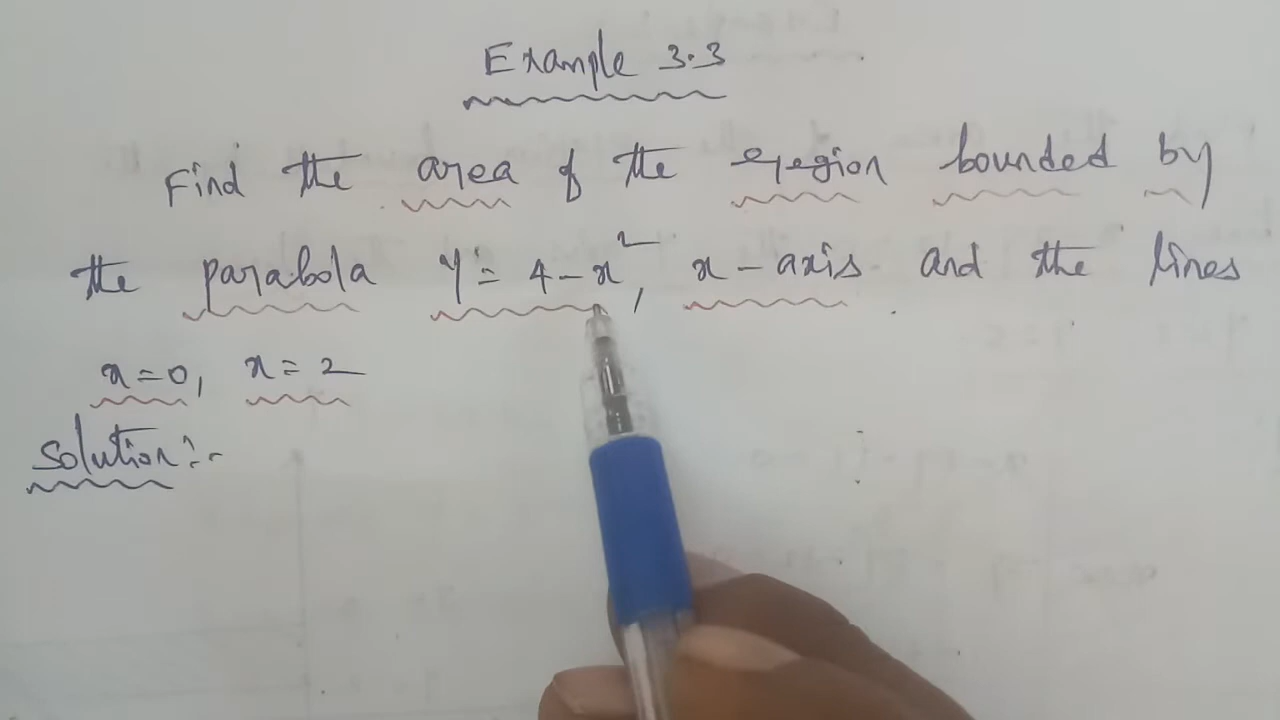 Example 3.3
Find the area of the region bounded by
the parabola y = 4 - x², x-axis and the lines
x = 0, x = 2
Solution:-